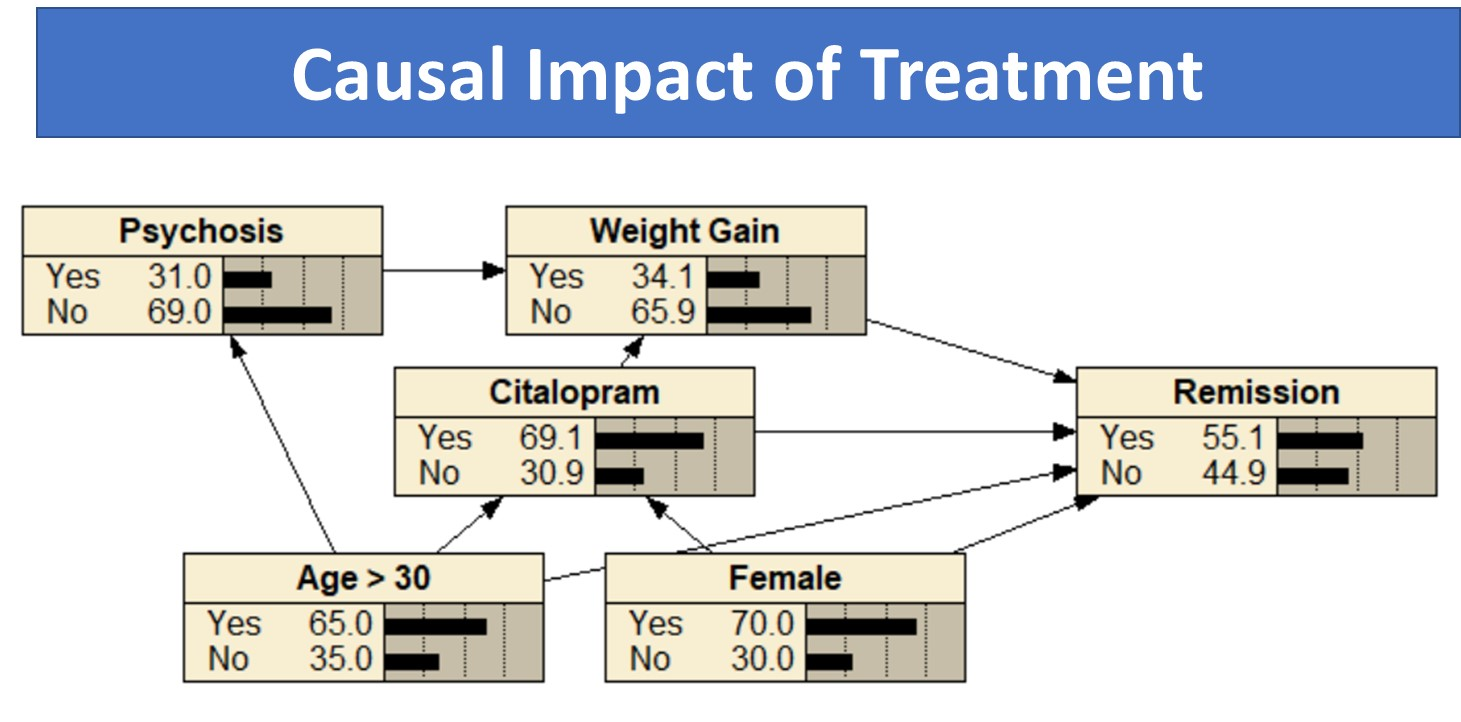 Causal Impact of Treatment
Psychosis
Yes 31.0
No 69.0
Weight Gain
Yes 34.1
No 65.9
Citalopram
Yes 69.1
No 30.9
Remission
Yes 55.1
No 44.9
Age > 30
Yes 65.0
No 35.0
Female
Yes 70.0
No 30.0